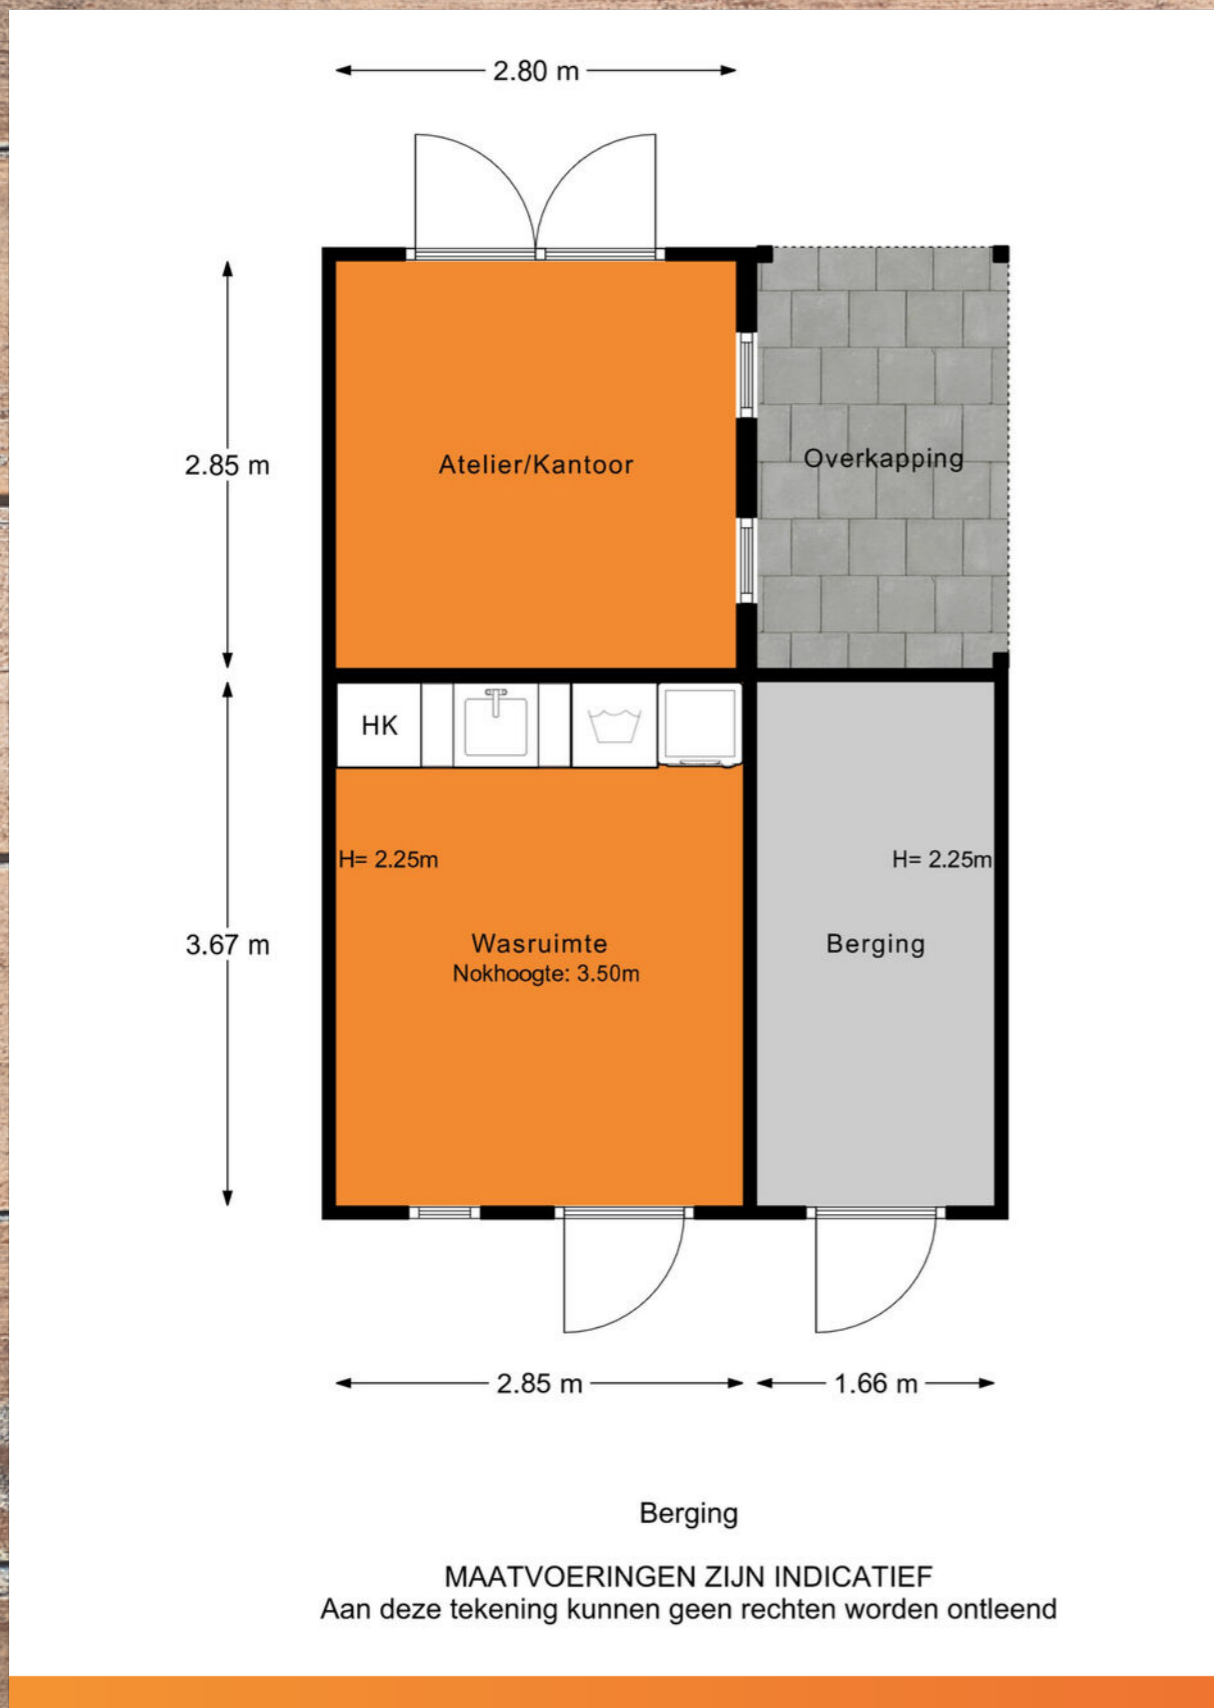 2.80 m
2.85 m
Atelier/Kantoor
Overkapping
HK
H= 2.25m
H= 2.25m
3.67 m
Wasruimte
Nokhoogte: 3.50m
Berging
2.85 m
1.66 m
Berging
MAATVOERINGEN ZIJN INDICATIEF
Aan deze tekening kunnen geen rechten worden ontleend